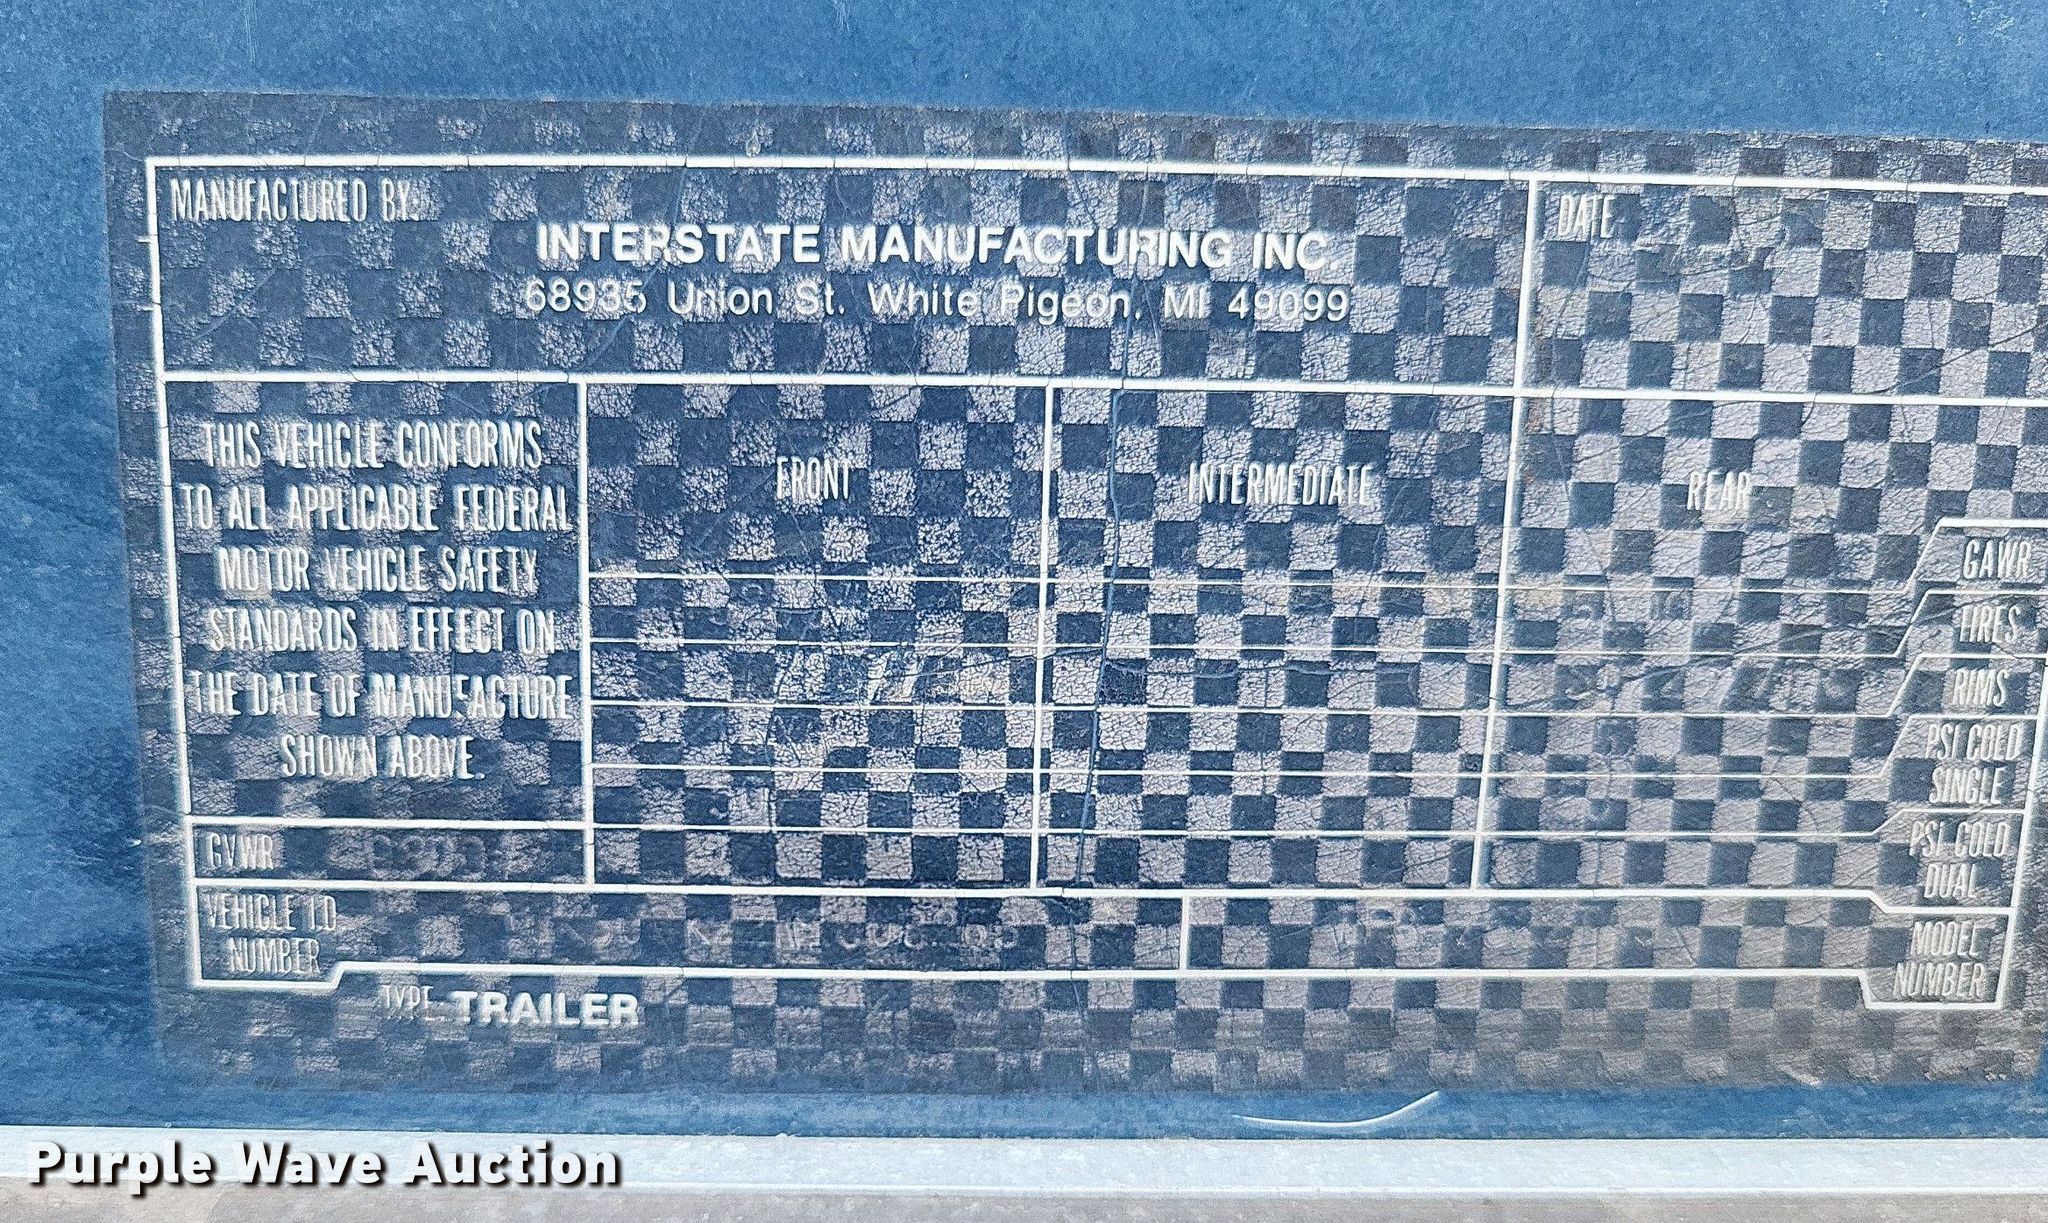 MANUFACTURED BY:
INTERSTATE MANUFACTURING INC.
68935 Union St. White Pigeon, MI 49099
DATE
THIS VEHICLE CONFORMS
TO ALL APPLICABLE FEDERAL
MOTOR VEHICLE SAFETY
STANDARDS IN EFFECT ON
THE DATE OF MANUFACTURE
SHOWN ABOVE.
FRONT
INTERMEDIATE
REAR
GAWR
TIRES
RIMS
PSI COLD
SINGLE
PSI COLD
DUAL
GVWR
VEHICLE I.D
NUMBER
MODEL
NUMBER
TYPE TRAILER
Purple Wave Auction